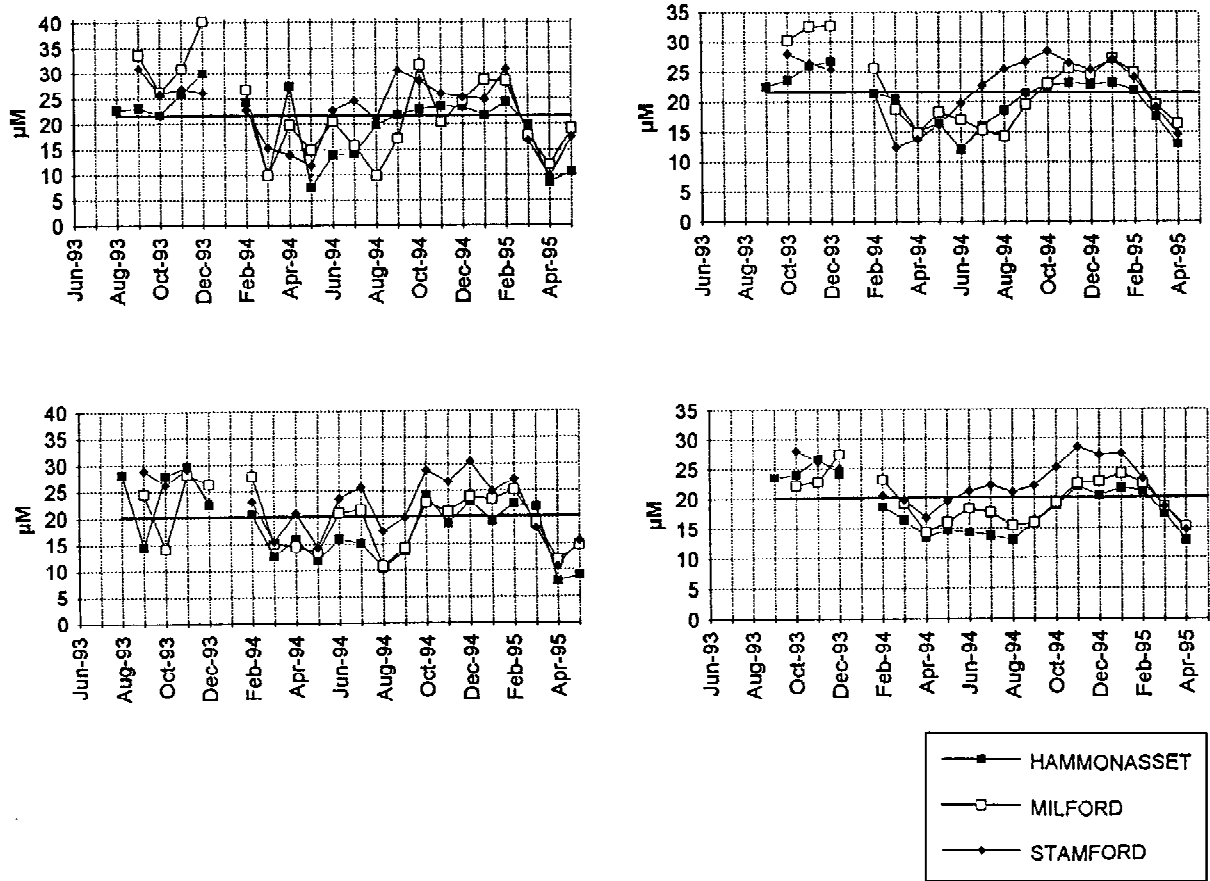 40
35
30
25
20
15
10
5
0
µM
Jun-93
Aug-93
Oct-93
Dec-93
Feb-94
Apr-94
Jun-94
Aug-94
Oct-94
Dec-94
Feb-95
Apr-95
35
30
25
20
15
10
5
0
µM
Jun-93
Aug-93
Oct-93
Dec-93
Feb-94
Apr-94
Jun-94
Aug-94
Oct-94
Dec-94
Feb-95
Apr-95
40
35
30
25
20
15
10
5
0
µM
Jun-93
Aug-93
Oct-93
Dec-93
Feb-94
Apr-94
Jun-94
Aug-94
Oct-94
Dec-94
Feb-95
Apr-95
35
30
25
20
15
10
5
0
µM
Jun-93
Aug-93
Oct-93
Dec-93
Feb-94
Apr-94
Jun-94
Aug-94
Oct-94
Dec-94
Feb-95
Apr-95
HAMMONASSET
MILFORD
STAMFORD